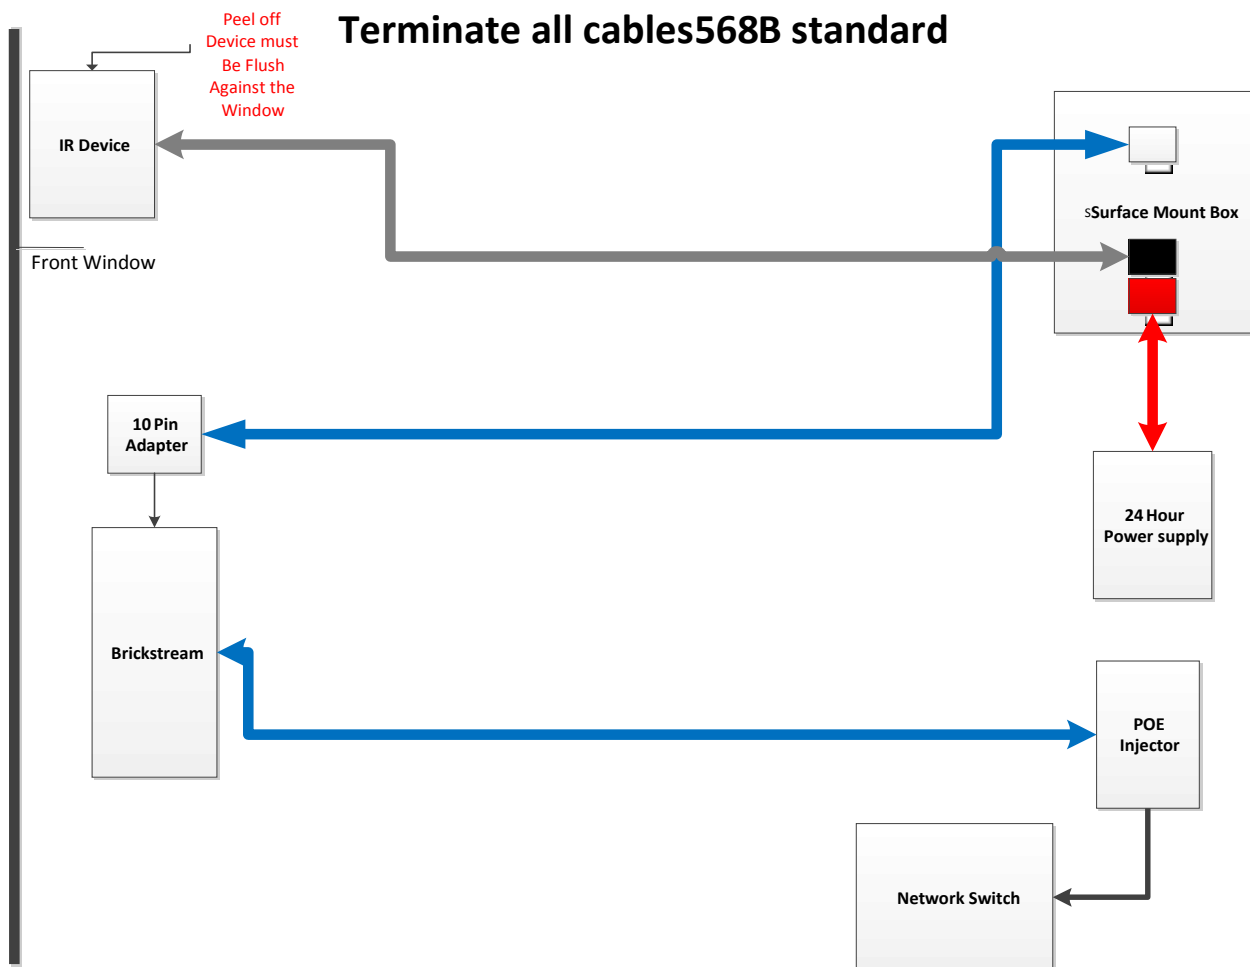 Terminate all cables568B standard
Peel off
Device must
Be Flush
Against the
Window
IR Device
Front Window
sSurface Mount Box
10 Pin
Adapter
24 Hour
Power supply
Brickstream
POE
Injector
Network Switch